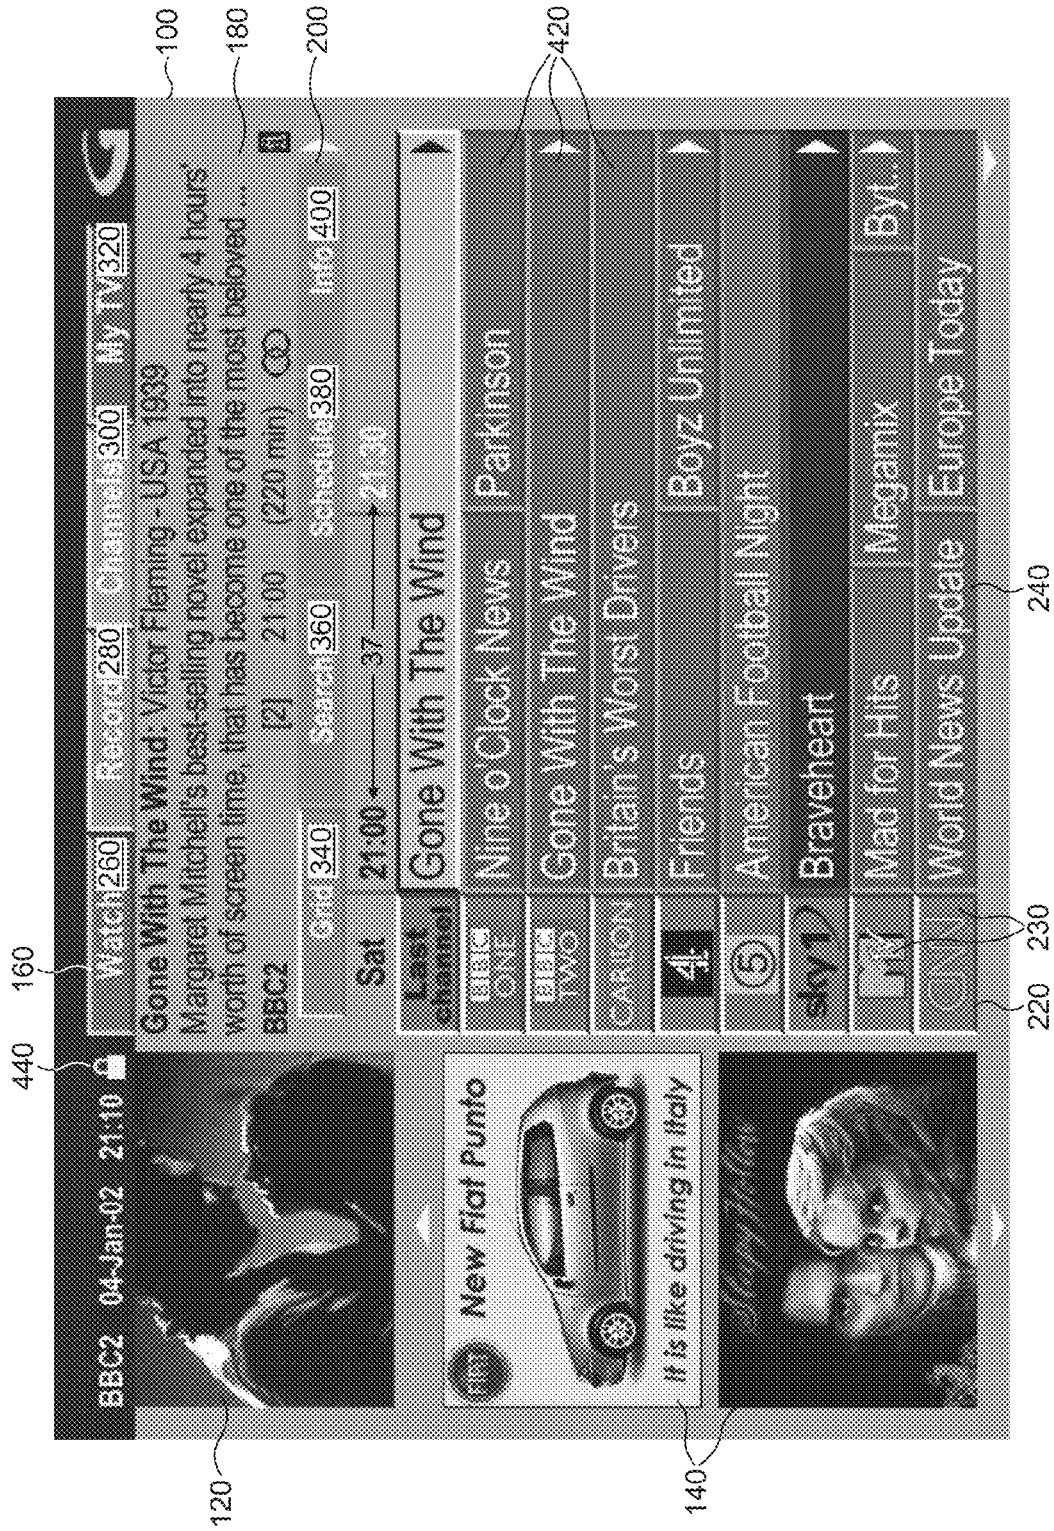 BBC2 04-Jan-02 21:10
440
160
Watch 260 Record 280 Channels 300 My TV 320
100
Gone With The Wind. Victor Fleming - USA 1939
Margaret Mitchell's best-selling novel expanded into nearly 4 hours'
worth of screen time, that has become one of the most beloved ...
180
BBC2 [2] 21:00 (220 min)
Grid 340 Search 360 Schedule 380 Info 400
200
Sat 21:00 37 21:30
Last
channel
Gone With The Wind
BBC
ONE
Nine o'Clock News Parkinson
420
BBC
TWO
Gone With The Wind
CARLTON
Britain's Worst Drivers
4
Friends Boyz Unlimited
5
American Football Night
sky 1
Braveheart
Mad for Hits Megamix Byt...
World News Update Europe Today
120
FIAT
New Fiat Punto
It is like driving in Italy
140
220
230
240